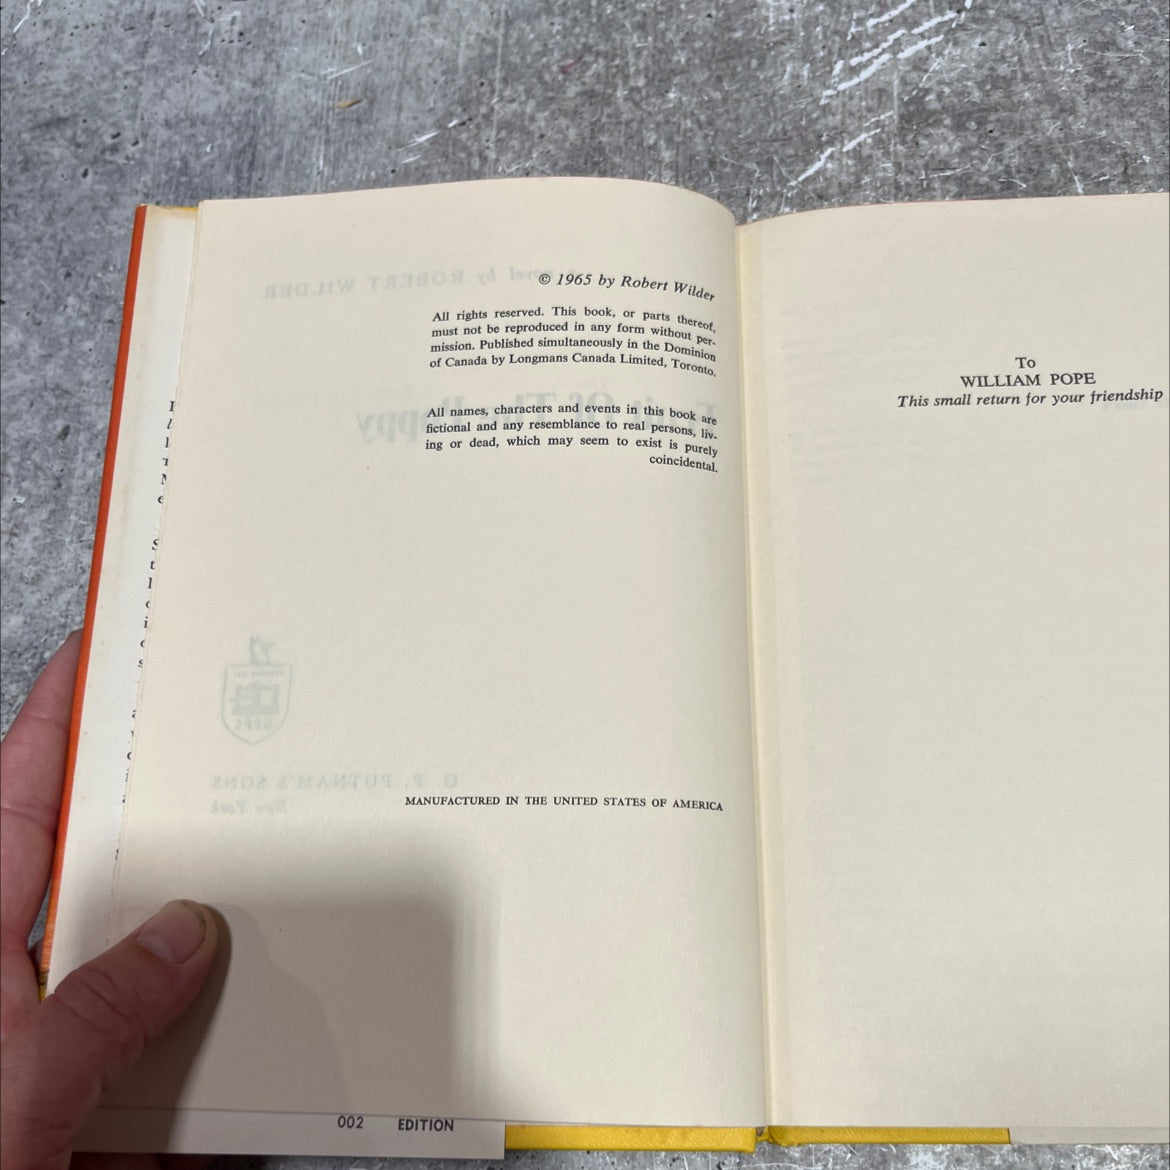 © 1965 by Robert Wilder
All rights reserved. This book, or parts thereof,
must not be reproduced in any form without per-
mission. Published simultaneously in the Dominion
of Canada by Longmans Canada Limited, Toronto.
All names, characters and events in this book are
fictional and any resemblance to real persons, liv-
ing or dead, which may seem to exist is purely
coincidental.
MANUFACTURED IN THE UNITED STATES OF AMERICA
002 EDITION
To
WILLIAM POPE
This small return for your friendship